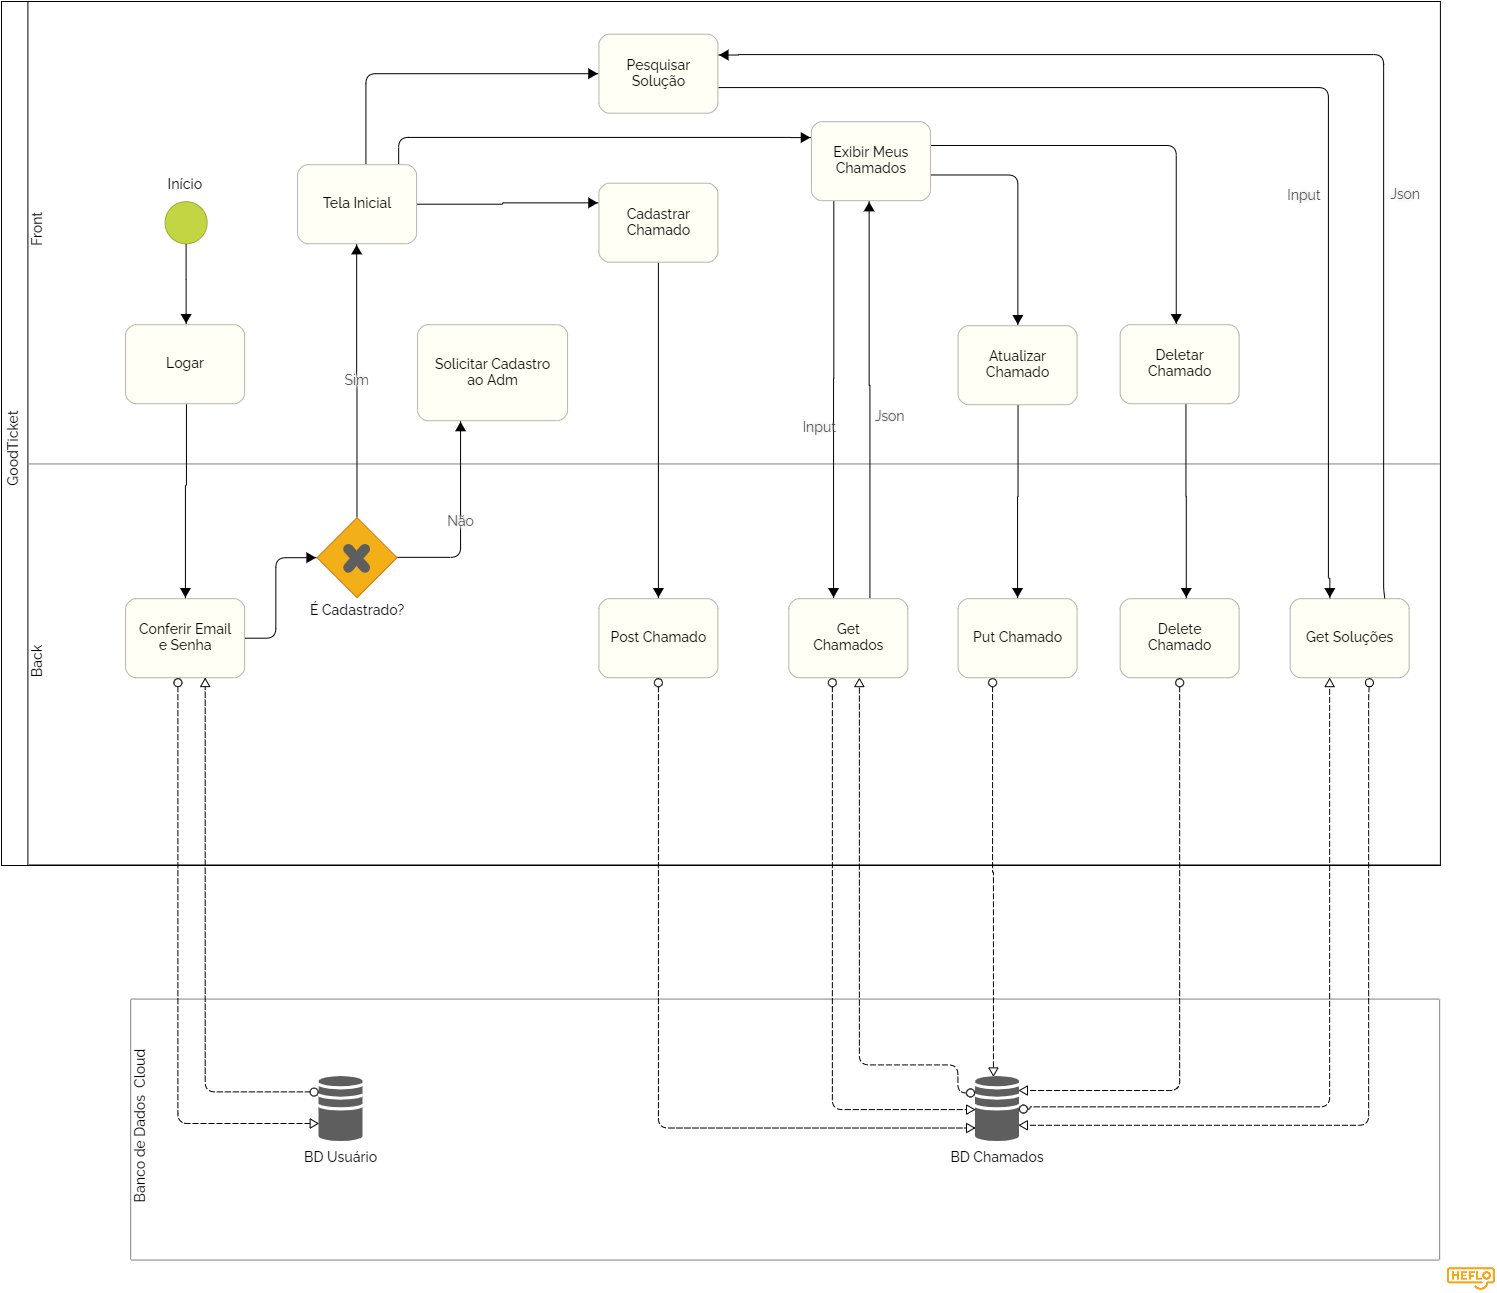 GoodTicket
Front
Back
Início
Logar
Tela Inicial
Pesquisar
Solução
Cadastrar
Chamado
Exibir Meus
Chamados
Input
Json
Solicitar Cadastro
ao Adm
Sim
Atualizar
Chamado
Deletar
Chamado
Input
Json
Não
É Cadastrado?
Conferir Email
e Senha
Post Chamado
Get
Chamados
Put Chamado
Delete
Chamado
Get Soluções
Banco de Dados Cloud
BD Usuário
BD Chamados
HEFLO